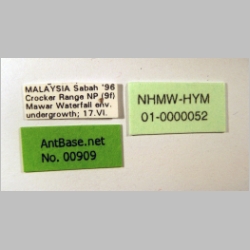 MALAYSIA Sabah '96
Crocker Range NP (9f)
Mawar Waterfall env.
undergrowth; 17.VI.
NHMW-HYM
01-0000052
AntBase.net
No. 00909